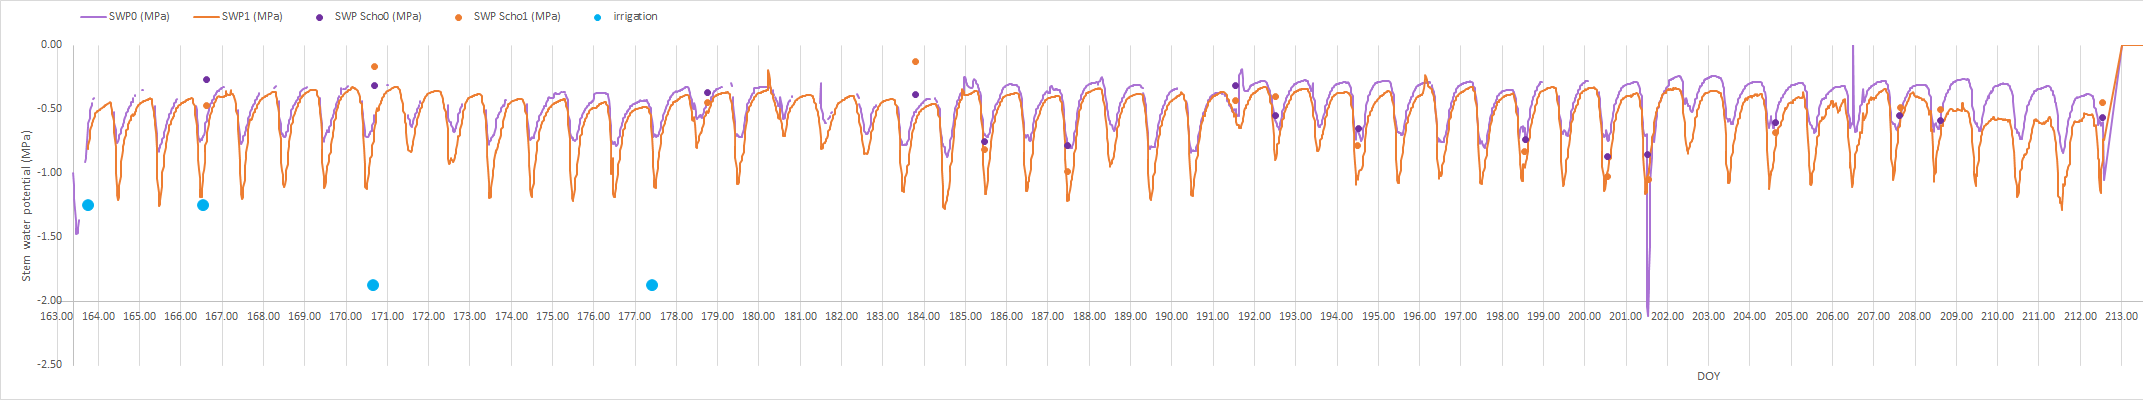 SWP0 (MPa) SWP1 (MPa) SWP Scho0 (MPa) SWP Scho1 (MPa) irrigation
0.00
-0.50
-1.00
-1.50
-2.00
-2.50
Stem water potential (MPa)
163.00 164.00 165.00 166.00 167.00 168.00 169.00 170.00 171.00 172.00 173.00 174.00 175.00 176.00 177.00 178.00 179.00 180.00 181.00 182.00 183.00 184.00 185.00 186.00 187.00 188.00 189.00 190.00 191.00 192.00 193.00 194.00 195.00 196.00 197.00 198.00 199.00 200.00 201.00 202.00 203.00 204.00 205.00 206.00 207.00 208.00 209.00 210.00 211.00 212.00 213.00
DOY